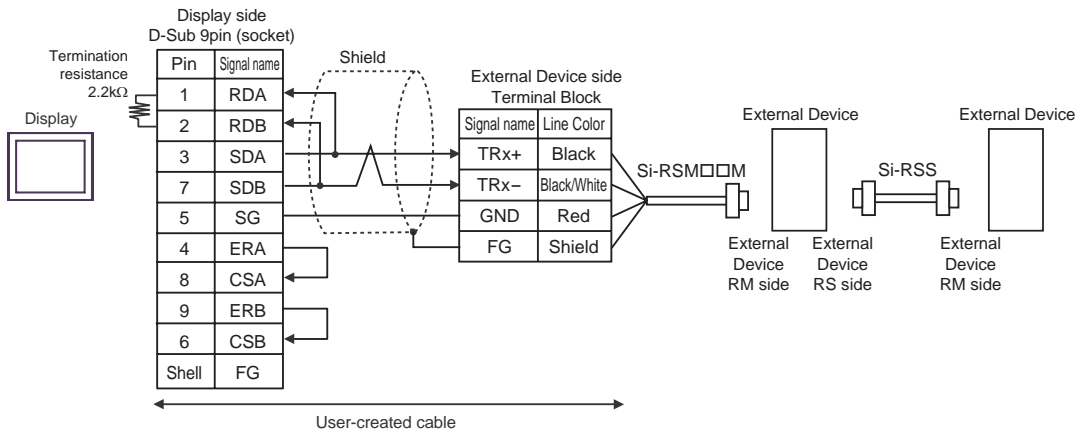 Display side
D-Sub 9pin (socket)
Termination
resistance
2.2kΩ
Display
Pin Signal name
1 RDA
2 RDB
3 SDA
7 SDB
5 SG
4 ERA
8 CSA
9 ERB
6 CSB
Shell FG
Shield
External Device side
Terminal Block
Signal name Line Color
TRx+ Black
TRx− Black/White
GND Red
FG Shield
Si-RSM□□M
External Device
External
Device
RM side
External
Device
RS side
Si-RSS
External Device
External
Device
RM side
User-created cable